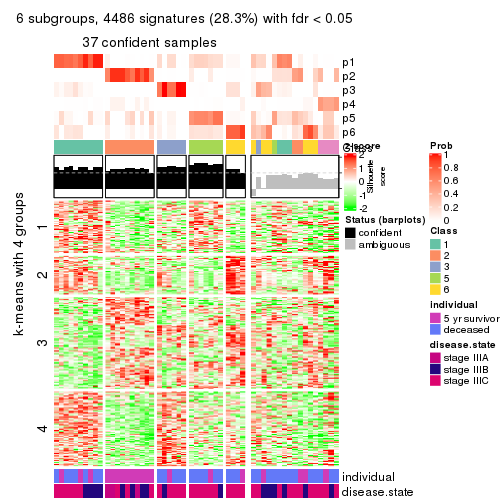 6 subgroups, 4486 signatures (28.3%) with fdr < 0.05
37 confident samples
p1
p2
p3
p4
p5
p6
Class
z-score
2
1
0
-1
-2
Silhouette
score
Status (barplots)
confident
ambiguous
Prob
1
0.8
0.6
0.4
0.2
0
Class
1
2
3
5
6
individual
5 yr survivor
deceased
disease.state
stage IIIA
stage IIIB
stage IIIC
k-means with 4 groups
1
2
3
4
individual
disease.state